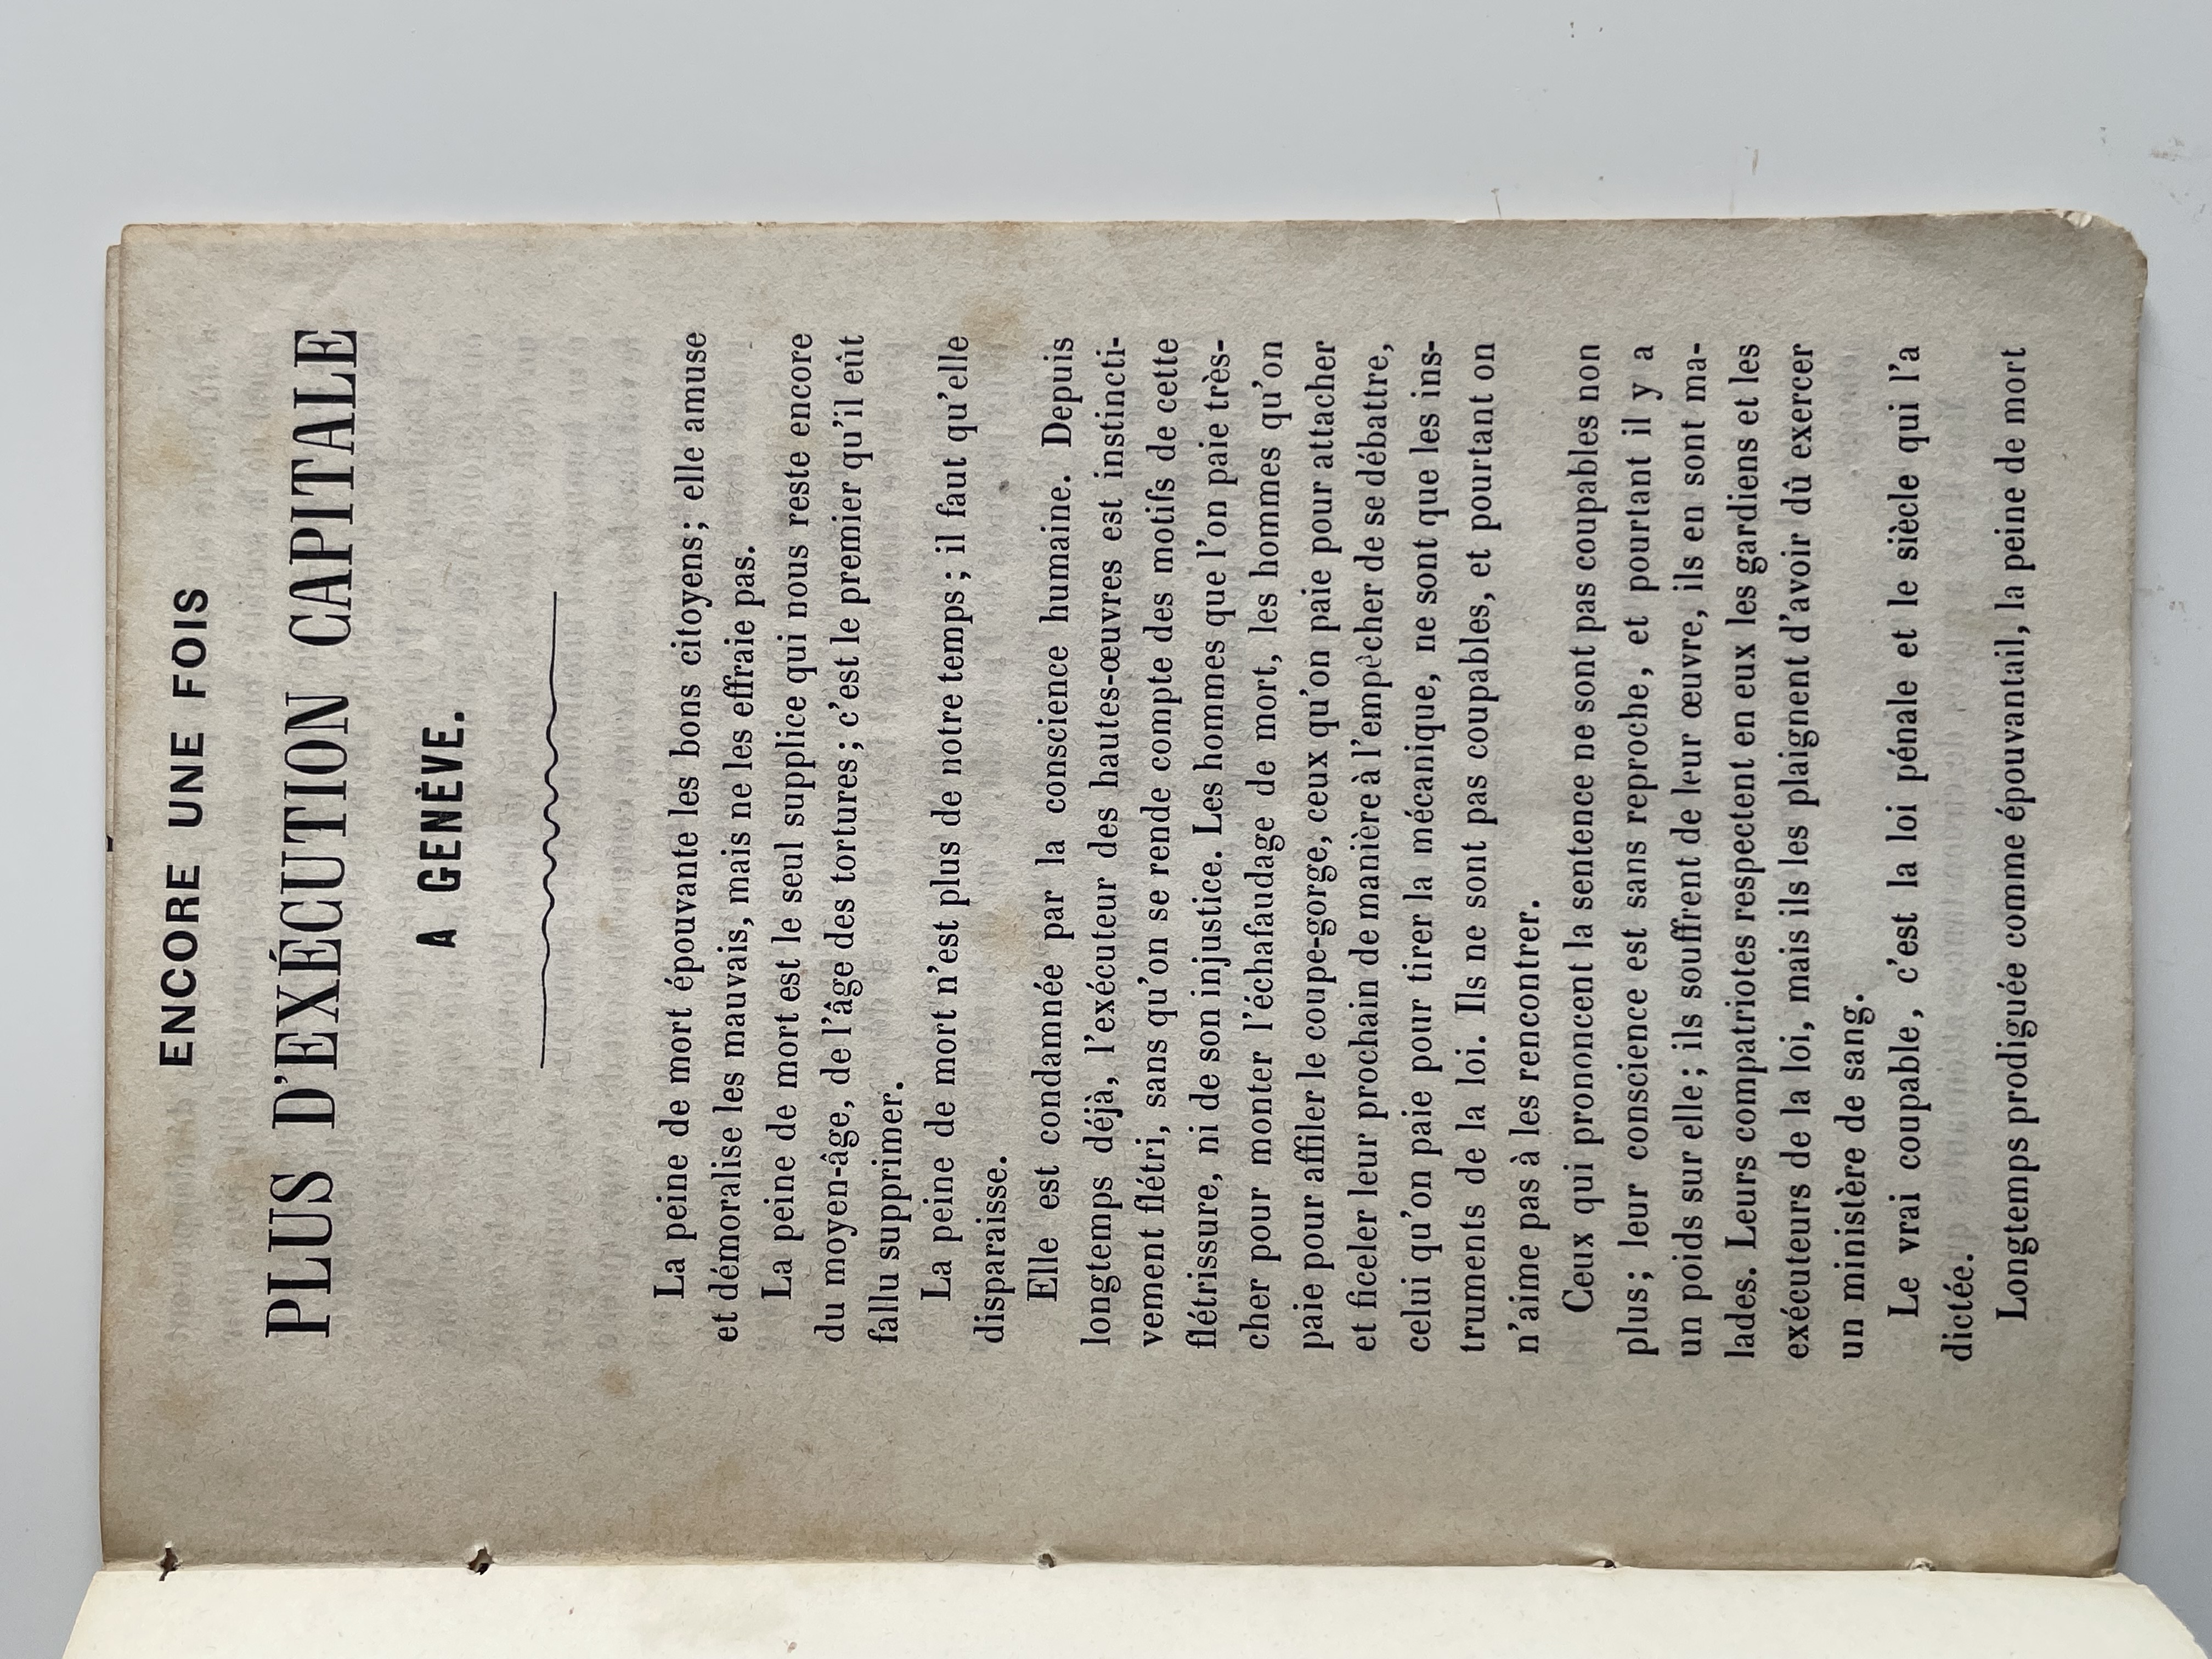 ENCORE UNE FOIS
PLUS D'EXÉCUTION CAPITALE
A GENÈVE.
La peine de mort épouvante les bons citoyens; elle amuse
et démoralise les mauvais, mais ne les effraie pas.
La peine de mort est le seul supplice qui nous reste encore
du moyen-âge, de l'âge des tortures; c'est le premier qu'il eût
fallu supprimer.
La peine de mort n'est plus de notre temps; il faut qu'elle
disparaisse.
Elle est condamnée par la conscience humaine. Depuis
longtemps déjà, l'exécuteur des hautes-œuvres est instincti-
vement flétri, sans qu'on se rende compte des motifs de cette
flétrissure, ni de son injustice. Les hommes que l'on paie très-
cher pour monter l'échafaudage de mort, les hommes qu'on
paie pour affiler le coupe-gorge, ceux qu'on paie pour attacher
et ficeler leur prochain de manière à l'empêcher de se débattre,
celui qu'on paie pour tirer la mécanique, ne sont que les ins-
truments de la loi. Ils ne sont pas coupables, et pourtant on
n'aime pas à les rencontrer.
Ceux qui prononcent la sentence ne sont pas coupables non
plus; leur conscience est sans reproche, et pourtant il y a
un poids sur elle; ils souffrent de leur œuvre, ils en sont ma-
lades. Leurs compatriotes respectent en eux les gardiens et les
exécuteurs de la loi, mais ils les plaignent d'avoir dû exercer
un ministère de sang.
Le vrai coupable, c'est la loi pénale et le siècle qui l'a
dictée.
Longtemps prodiguée comme épouvantail, la peine de mort